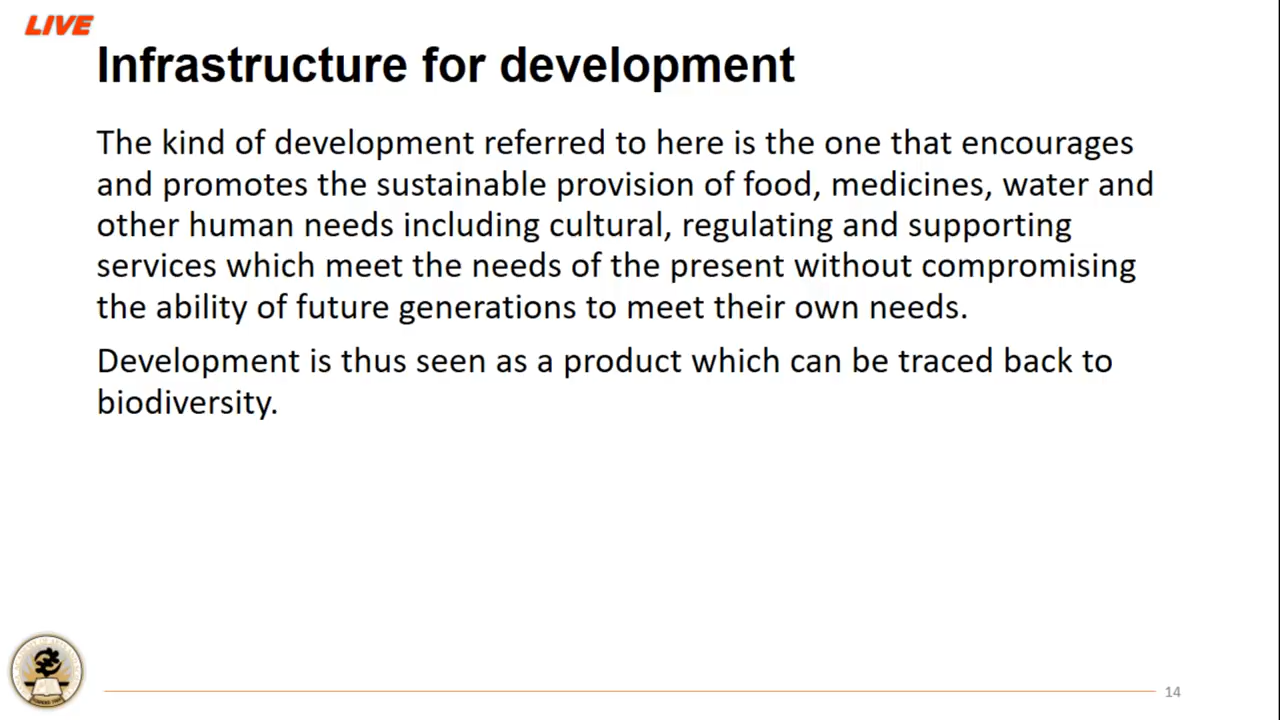 LIVE
Infrastructure for development
The kind of development referred to here is the one that encourages
and promotes the sustainable provision of food, medicines, water and
other human needs including cultural, regulating and supporting
services which meet the needs of the present without compromising
the ability of future generations to meet their own needs.
Development is thus seen as a product which can be traced back to
biodiversity.
14